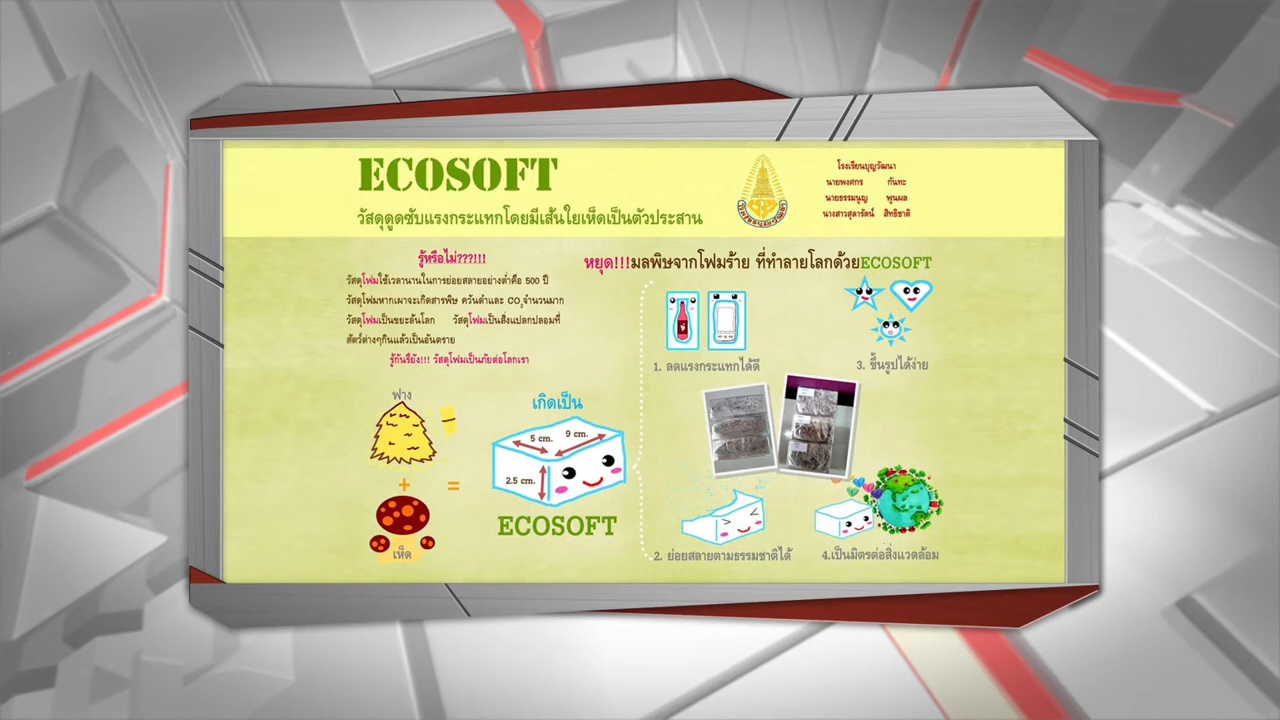 ECOSOFT
วัสดุดูดซับแรงกระแทกโดยมีเส้นใยเห็ดเป็นตัวประสาน
โรงเรียนบุญวัฒนา
นายพงศกร กันทะ
นายธรรมนูญ พูนผล
นางสาวสุดารัตน์ สิทธิชาติ
รู้หรือไม่???!!!
วัสดุโฟมใช้เวลานานในการย่อยสลายอย่างต่ำคือ 500 ปี
วัสดุโฟมหากเผาจะเกิดสารพิษ ควันดำและ CO₂จำนวนมาก
วัสดุโฟมเป็นขยะล้นโลก วัสดุโฟมเป็นสิ่งแปลกปลอมที่
สัตว์ต่างๆกินแล้วเป็นอันตราย
รู้กันรึยัง!!! วัสดุโฟมเป็นภัยต่อโลกเรา
หยุด!!!มลพิษจากโฟมร้าย ที่ทำลายโลกด้วยECOSOFT
1. ลดแรงกระแทกได้ดี
3. ขึ้นรูปได้ง่าย
ฟาง
+
เห็ด
=
เกิดเป็น
5 cm. 9 cm.
2.5 cm.
ECOSOFT
2. ย่อยสลายตามธรรมชาติได้
4.เป็นมิตรต่อสิ่งแวดล้อม